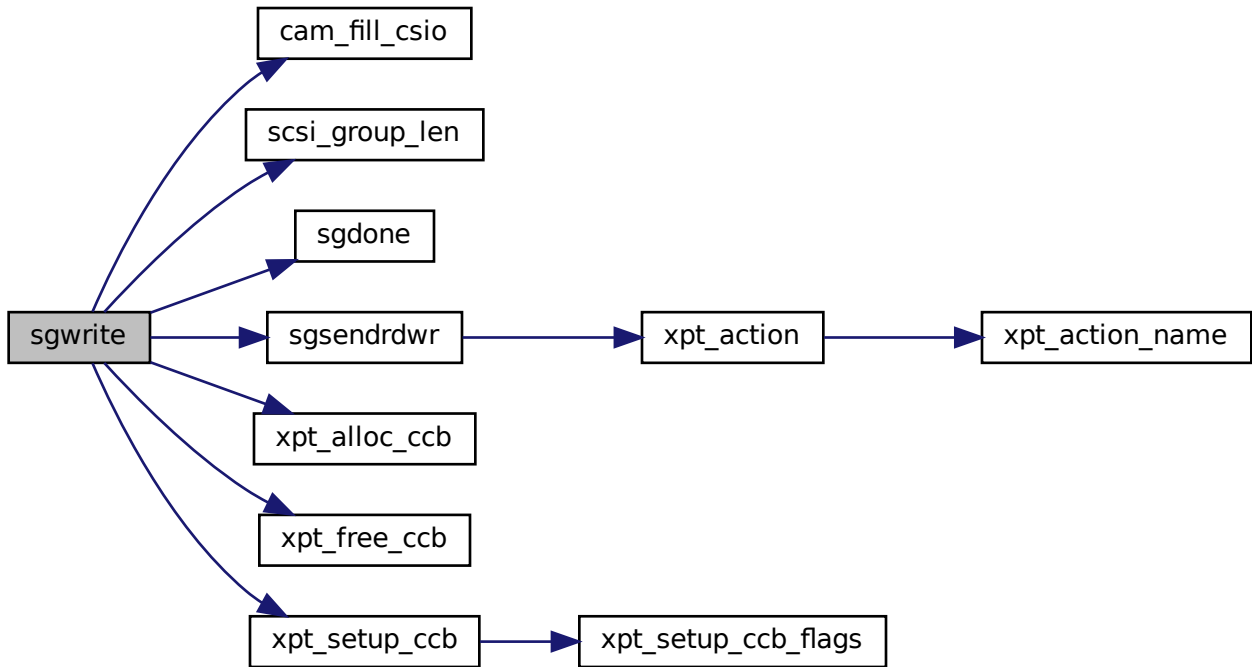 cam_fill_csio
scsi_group_len
sgdone
sgwrite
sgsendrdwr
xpt_action
xpt_action_name
xpt_alloc_ccb
xpt_free_ccb
xpt_setup_ccb
xpt_setup_ccb_flags